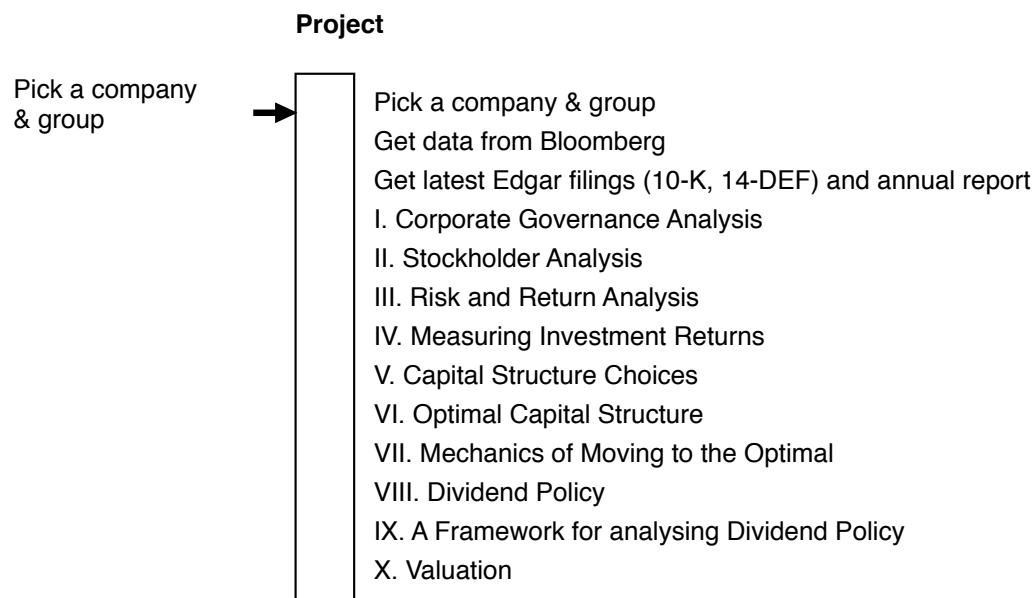 Project
Pick a company
& group
Pick a company & group
Get data from Bloomberg
Get latest Edgar filings (10-K, 14-DEF) and annual report
I. Corporate Governance Analysis
II. Stockholder Analysis
III. Risk and Return Analysis
IV. Measuring Investment Returns
V. Capital Structure Choices
VI. Optimal Capital Structure
VII. Mechanics of Moving to the Optimal
VIII. Dividend Policy
IX. A Framework for analysing Dividend Policy
X. Valuation